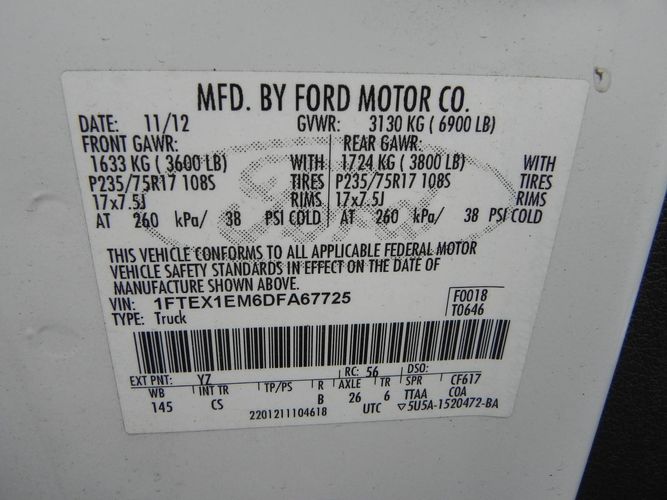 MFD. BY FORD MOTOR CO.
DATE: 11/12 GVWR: 3130 KG ( 6900 LB)
FRONT GAWR: REAR GAWR:
1633 KG ( 3600 LB) WITH 1724 KG ( 3800 LB) WITH
P235/75R17 108S TIRES P235/75R17 108S TIRES
17x7.5J RIMS 17x7.5J RIMS
AT 260 kPa/ 38 PSI COLD AT 260 kPa/ 38 PSI COLD
THIS VEHICLE CONFORMS TO ALL APPLICABLE FEDERAL MOTOR
VEHICLE SAFETY STANDARDS IN EFFECT ON THE DATE OF
MANUFACTURE SHOWN ABOVE.
VIN: 1FTEX1EM6DFA67725 F0018
TYPE: Truck T0646
EXT PNT: YZ RC: 56 DSO:
WB INT TR TP/PS R AXLE TR SPR CF617
145 CS B 26 6 TTAA COA
2201211104618 UTC ▽5U5A-1520472-BA